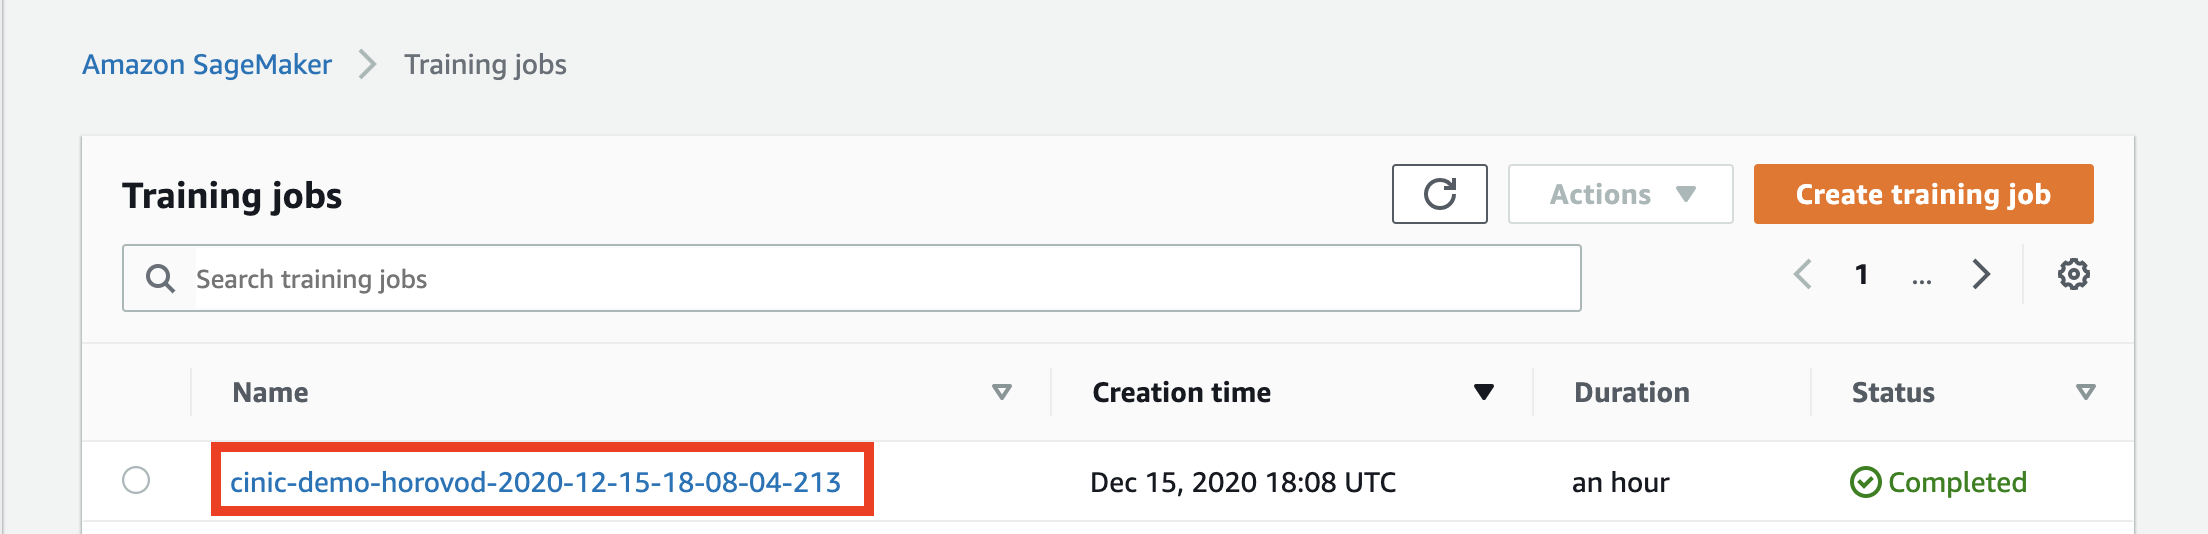 Amazon SageMaker > Training jobs
Training jobs
Actions
Create training job
Search training jobs
1 ...
Name Creation time Duration Status
cinic-demo-horovod-2020-12-15-18-08-04-213 Dec 15, 2020 18:08 UTC an hour Completed